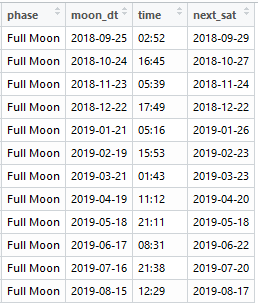 phase moon_dt time next_sat
Full Moon 2018-09-25 02:52 2018-09-29
Full Moon 2018-10-24 16:45 2018-10-27
Full Moon 2018-11-23 05:39 2018-11-24
Full Moon 2018-12-22 17:49 2018-12-22
Full Moon 2019-01-21 05:16 2019-01-26
Full Moon 2019-02-19 15:53 2019-02-23
Full Moon 2019-03-21 01:43 2019-03-23
Full Moon 2019-04-19 11:12 2019-04-20
Full Moon 2019-05-18 21:11 2019-05-18
Full Moon 2019-06-17 08:31 2019-06-22
Full Moon 2019-07-16 21:38 2019-07-20
Full Moon 2019-08-15 12:29 2019-08-17